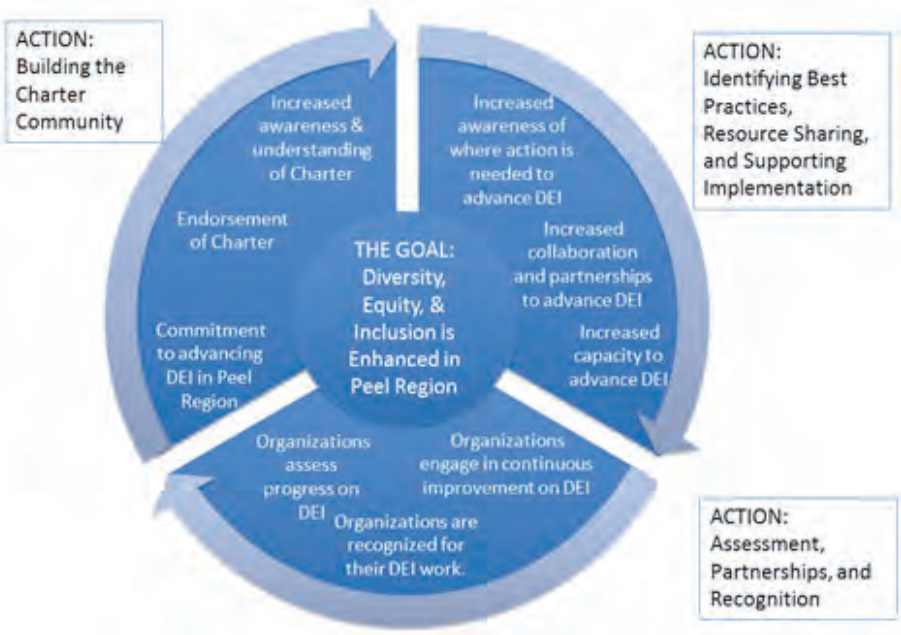 ACTION:
Building the
Charter
Community
Increased
awareness &
understanding
of Charter
Endorsement
of Charter
Commitment
to advancing
DEI in Peel
Region
ACTION:
Identifying Best
Practices,
Resource Sharing,
and Supporting
Implementation
Increased
awareness of
where action is
needed to
advance DEI
Increased
collaboration
and partnerships
to advance DEI
Increased
capacity to
advance DEI
THE GOAL:
Diversity,
Equity, &
Inclusion is
Enhanced in
Peel Region
Organizations
assess
progress on
DEI
Organizations
engage in continuous
improvement on DEI
Organizations are
recognized for
their DEI work.
ACTION:
Assessment,
Partnerships, and
Recognition